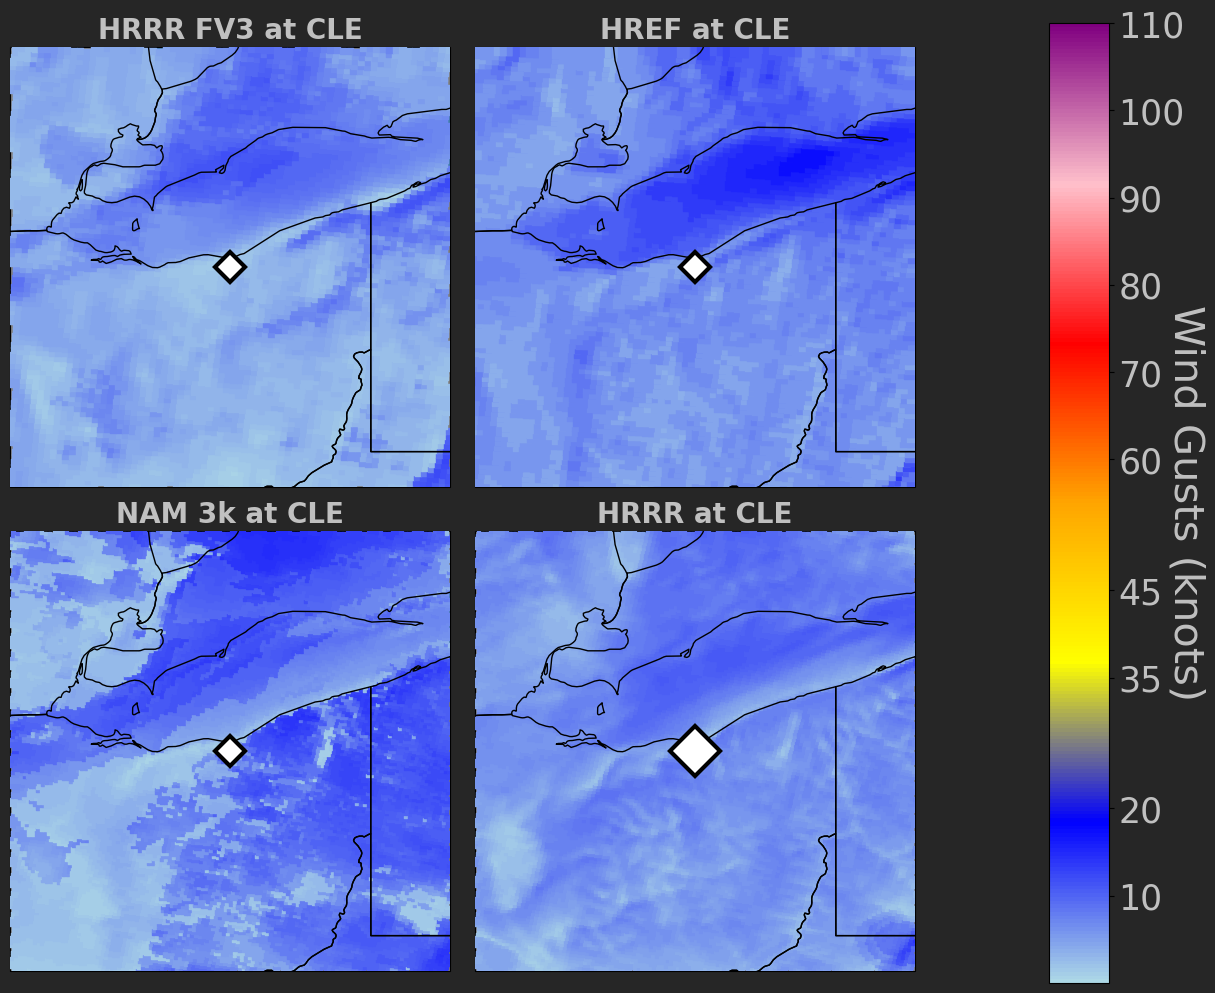 HRRR FV3 at CLE
HREF at CLE
NAM 3k at CLE
HRRR at CLE
110
100
90
80
70
60
45
35
20
10
Wind Gusts (knots)